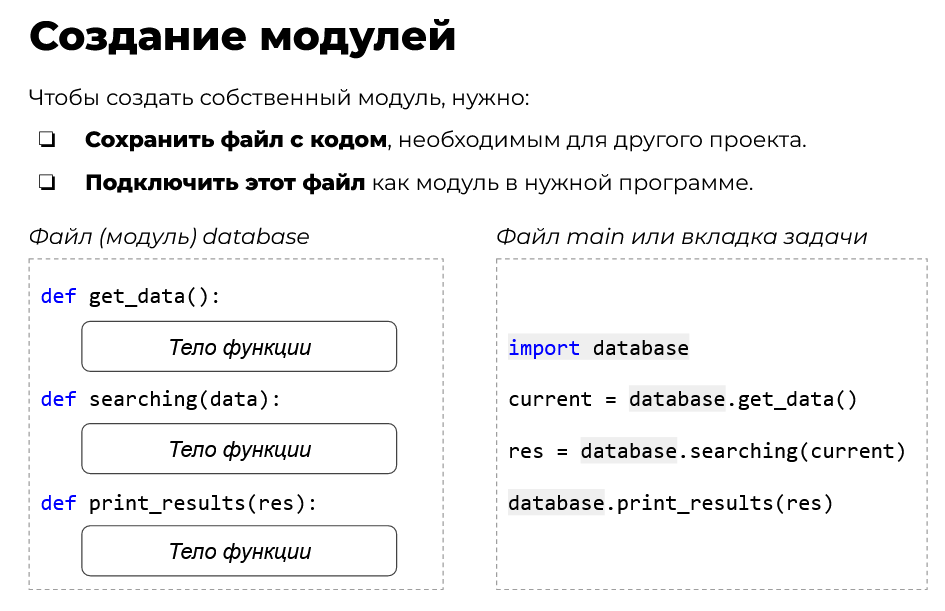 Создание модулей
Чтобы создать собственный модуль, нужно:
❏ Сохранить файл с кодом, необходимым для другого проекта.
❏ Подключить этот файл как модуль в нужной программе.
Файл (модуль) database
def get_data():
Тело функции
def searching(data):
Тело функции
def print_results(res):
Тело функции
Файл main или вкладка задачи
import database
current = database.get_data()
res = database.searching(current)
database.print_results(res)